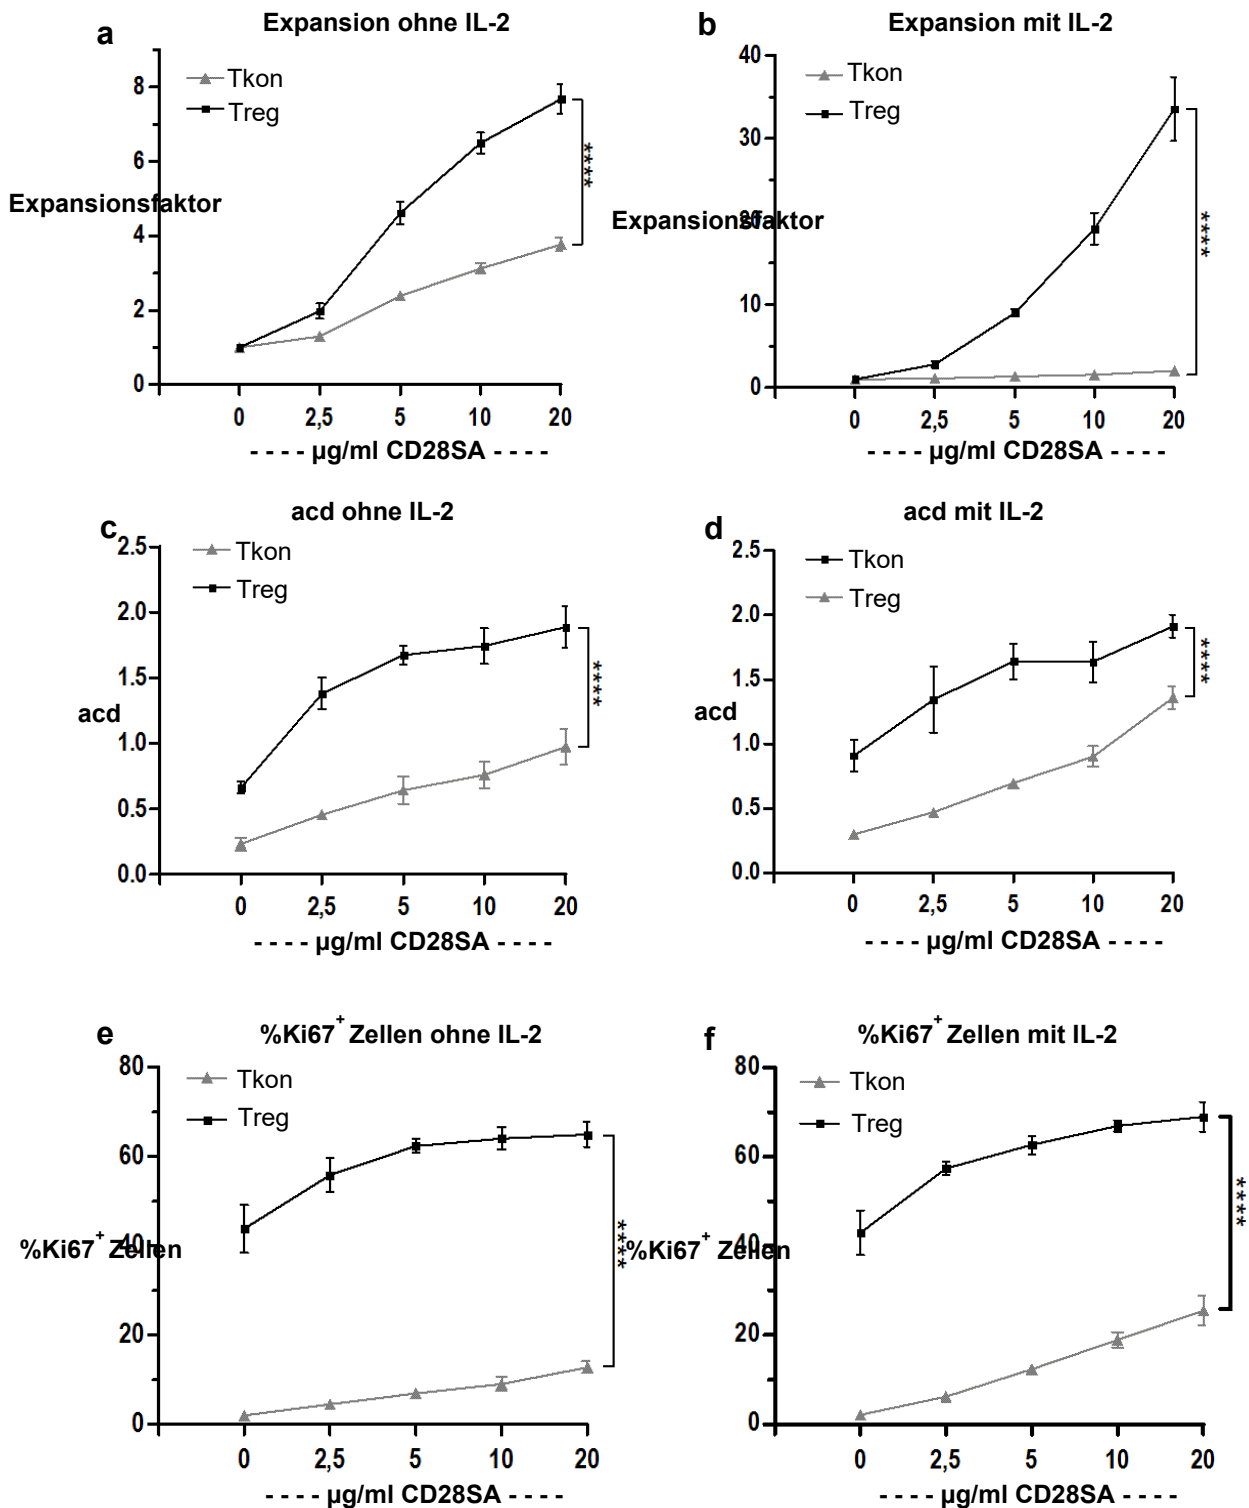 a
Expansion ohne IL-2
Tkon
Treg
8
6
4
2
0
Expansionsfaktor
****
0 2,5 5 10 20
- - - - µg/ml CD28SA - - - -
b
Expansion mit IL-2
Tkon
Treg
40
30
20
10
0
Expansionsfaktor
****
0 2,5 5 10 20
- - - - µg/ml CD28SA - - - -
c
acd ohne IL-2
Tkon
Treg
2.5
2.0
1.5
1.0
0.5
0.0
acd
****
0 2,5 5 10 20
- - - - µg/ml CD28SA - - - -
d
acd mit IL-2
Tkon
Treg
2.5
2.0
1.5
1.0
0.5
0.0
acd
****
0 2,5 5 10 20
- - - - µg/ml CD28SA - - - -
e
%Ki67+ Zellen ohne IL-2
Tkon
Treg
80
60
40
20
0
%Ki67+ Zellen
****
0 2,5 5 10 20
- - - - µg/ml CD28SA - - - -
f
%Ki67+ Zellen mit IL-2
Tkon
Treg
80
60
40
20
0
%Ki67+ Zellen
****
0 2,5 5 10 20
- - - - µg/ml CD28SA - - - -